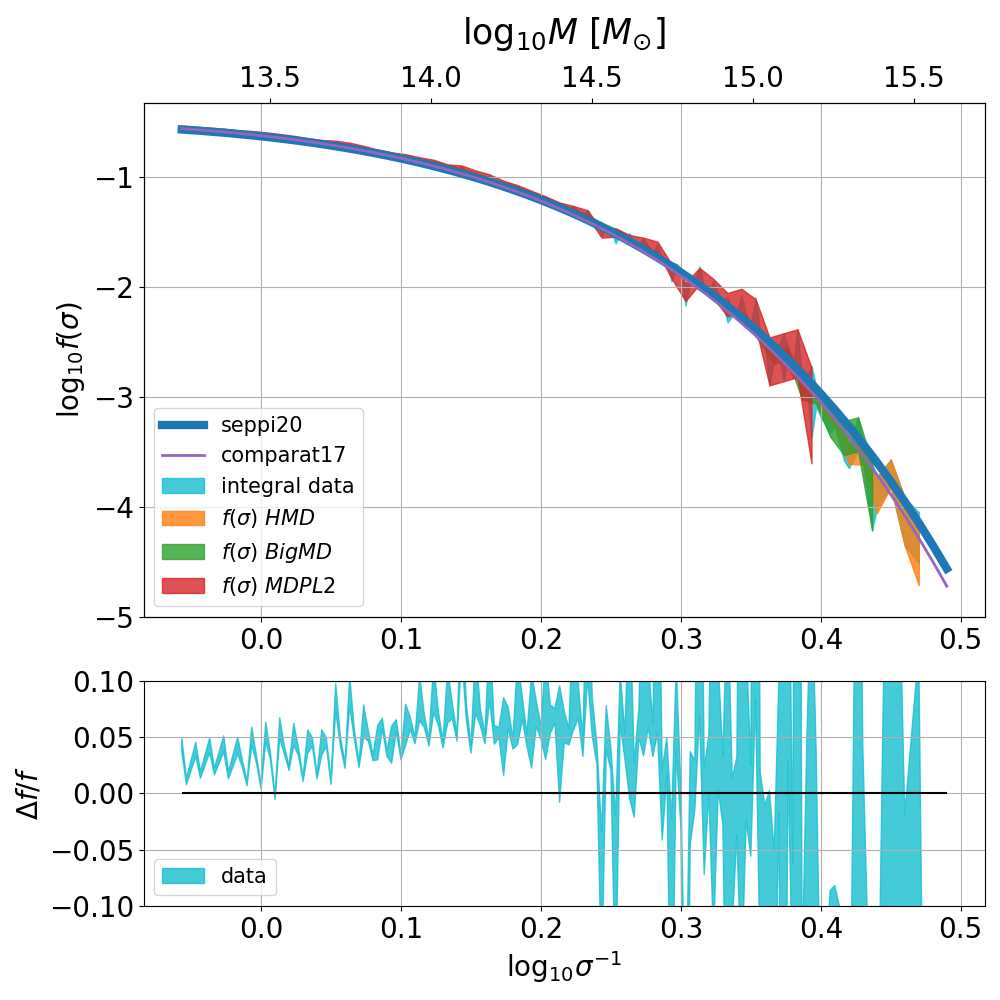 log₁₀M [M⊙]
13.5 14.0 14.5 15.0 15.5
log₁₀f(σ)
−1
−2
−3
−4
−5
seppi20
comparat17
integral data
f(σ) HMD
f(σ) BigMD
f(σ) MDPL2
0.0 0.1 0.2 0.3 0.4 0.5
Δf/f
0.10
0.05
0.00
−0.05
−0.10
data
0.0 0.1 0.2 0.3 0.4 0.5
log₁₀σ⁻¹